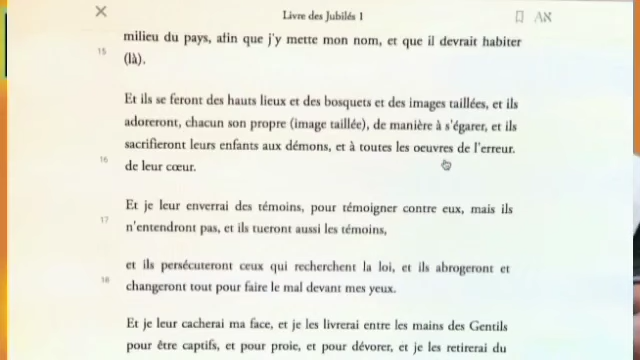 Livre des Jubilés 1
אא
milieu du pays, afin que j'y mette mon nom, et que il devrait habiter
15
(là).
Et ils se feront des hauts lieux et des bosquets et des images taillées, et ils
adoreront, chacun son propre (image taillée), de manière à s'égarer, et ils
sacrifieront leurs enfants aux démons, et à toutes les oeuvres de l'erreur.
16
de leur cœur.
Et je leur enverrai des témoins, pour témoigner contre eux, mais ils
17
n'entendront pas, et ils tueront aussi les témoins,
et ils persécuteront ceux qui recherchent la loi, et ils abrogeront et
18
changeront tout pour faire le mal devant mes yeux.
Et je leur cacherai ma face, et je les livrerai entre les mains des Gentils
pour être captifs, et pour proie, et pour dévorer, et je les retirerai du